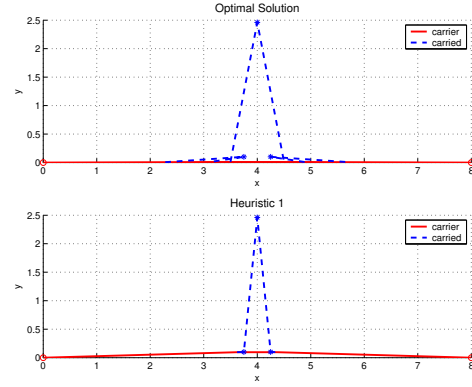 Optimal Solution
2.5
2
1.5
1
0.5
0
y
carrier
carried
0 1 2 3 4 5 6 7 8
x
Heuristic 1
2.5
2
1.5
1
0.5
0
y
carrier
carried
0 1 2 3 4 5 6 7 8
x